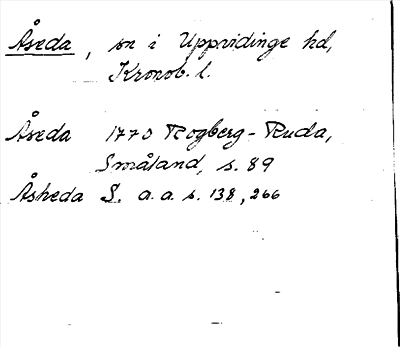 Åseda, sn i Uppvidinge hd,
Kronob. l.
Åseda 1770 Rogberg-Ruda,
Småland, s. 89
Åsheda S. a. a. s. 138, 266